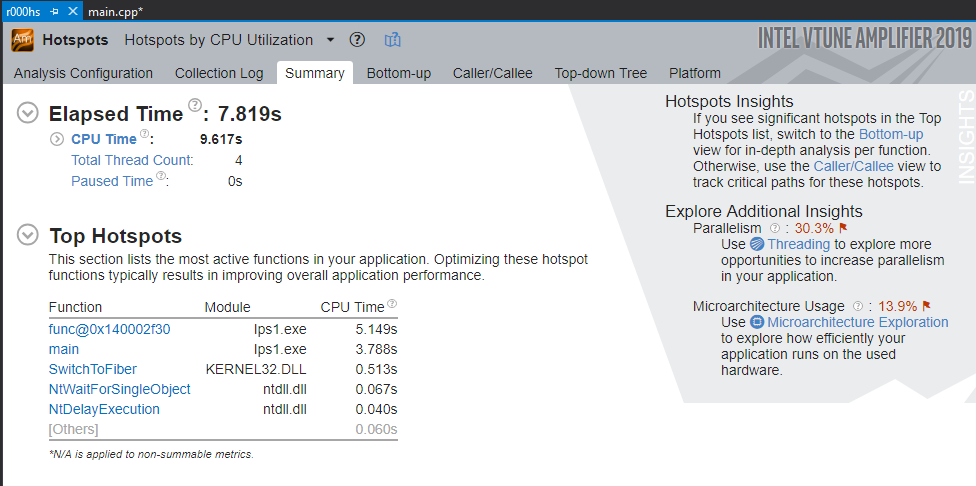 r000hs
main.cpp*
Hotspots Hotspots by CPU Utilization
INTEL VTUNE AMPLIFIER 2019
Analysis Configuration Collection Log Summary Bottom-up Caller/Callee Top-down Tree Platform
Elapsed Time ?: 7.819s
CPU Time ?: 9.617s
Total Thread Count: 4
Paused Time ?: 0s
Top Hotspots
This section lists the most active functions in your application. Optimizing these hotspot
functions typically results in improving overall application performance.
Function Module CPU Time ?
func@0x140002f30 lps1.exe 5.149s
main lps1.exe 3.788s
SwitchToFiber KERNEL32.DLL 0.513s
NtWaitForSingleObject ntdll.dll 0.067s
NtDelayExecution ntdll.dll 0.040s
[Others] 0.060s
*N/A is applied to non-summable metrics.
Hotspots Insights
If you see significant hotspots in the Top
Hotspots list, switch to the Bottom-up
view for in-depth analysis per function.
Otherwise, use the Caller/Callee view to
track critical paths for these hotspots.
Explore Additional Insights
Parallelism ? : 30.3%
Use Threading to explore more
opportunities to increase parallelism
in your application.
Microarchitecture Usage ? : 13.9%
Use Microarchitecture Exploration
to explore how efficiently your
application runs on the used
hardware.
INSIGHTS